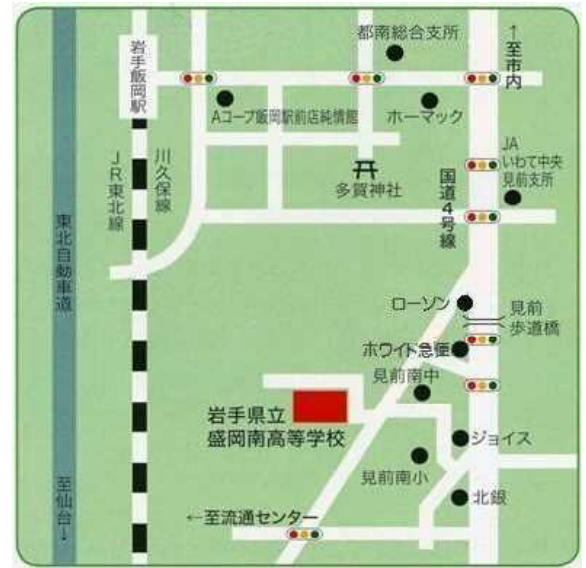 都南総合支所
↑至市内
岩手飯岡駅
Aコープ飯岡駅前店純情館
ホーマック
JA
いわて中央
見前支所
川久保線
JR東北線
多賀神社
国道4号線
東北自動車道
ローソン
見前
歩道橋
ホワイト急便
見前南中
岩手県立
盛岡南高等学校
ジョイス
見前南小
北銀
至仙台↓
←至流通センター